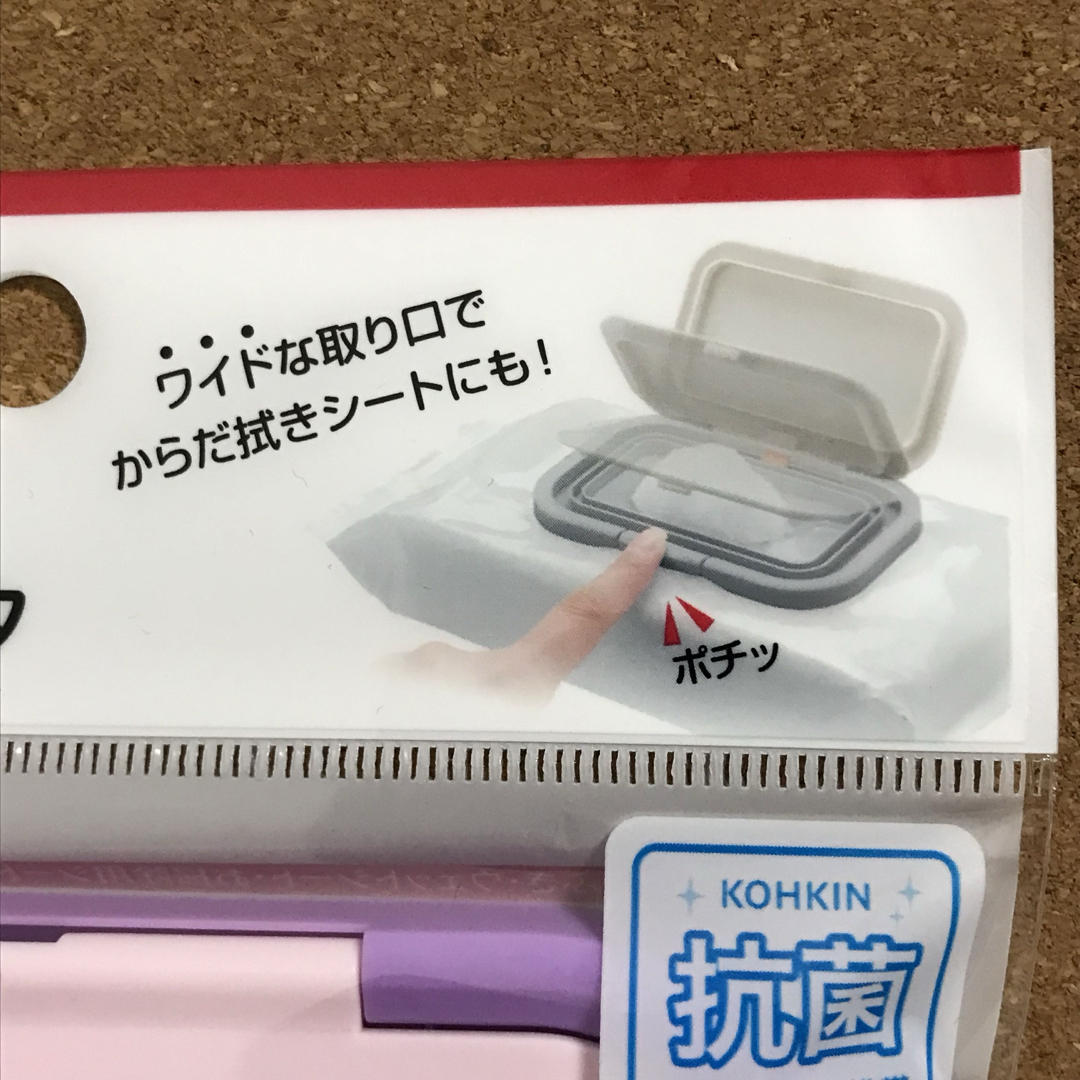 ワイドな取り口で
からだ拭きシートにも!
ポチッ
KOHKIN
抗菌